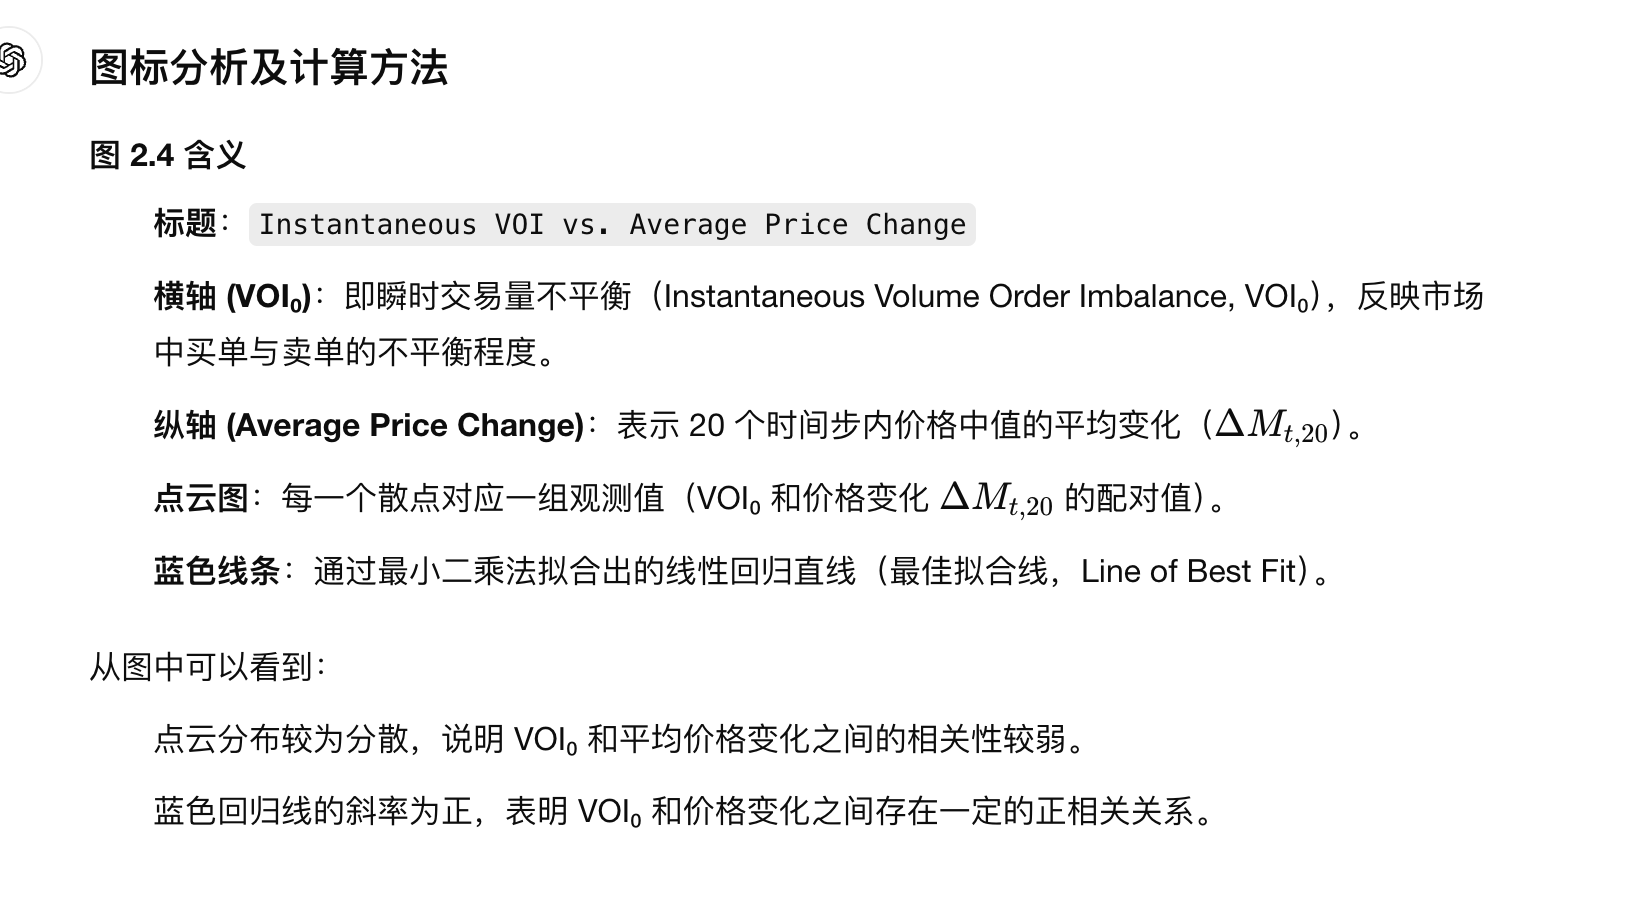 图标分析及计算方法
图 2.4 含义
标题： Instantaneous VOI vs. Average Price Change
横轴 (VOI₀)：即瞬时交易量不平衡（Instantaneous Volume Order Imbalance, VOI₀），反映市场
中买单与卖单的不平衡程度。
纵轴 (Average Price Change)：表示 20 个时间步内价格中值的平均变化（ΔM_{t,20}）。
点云图：每一个散点对应一组观测值（VOI₀ 和价格变化 ΔM_{t,20} 的配对值）。
蓝色线条：通过最小二乘法拟合出的线性回归直线（最佳拟合线，Line of Best Fit）。
从图中可以看到：
点云分布较为分散，说明 VOI₀ 和平均价格变化之间的相关性较弱。
蓝色回归线的斜率为正，表明 VOI₀ 和价格变化之间存在一定的正相关关系。